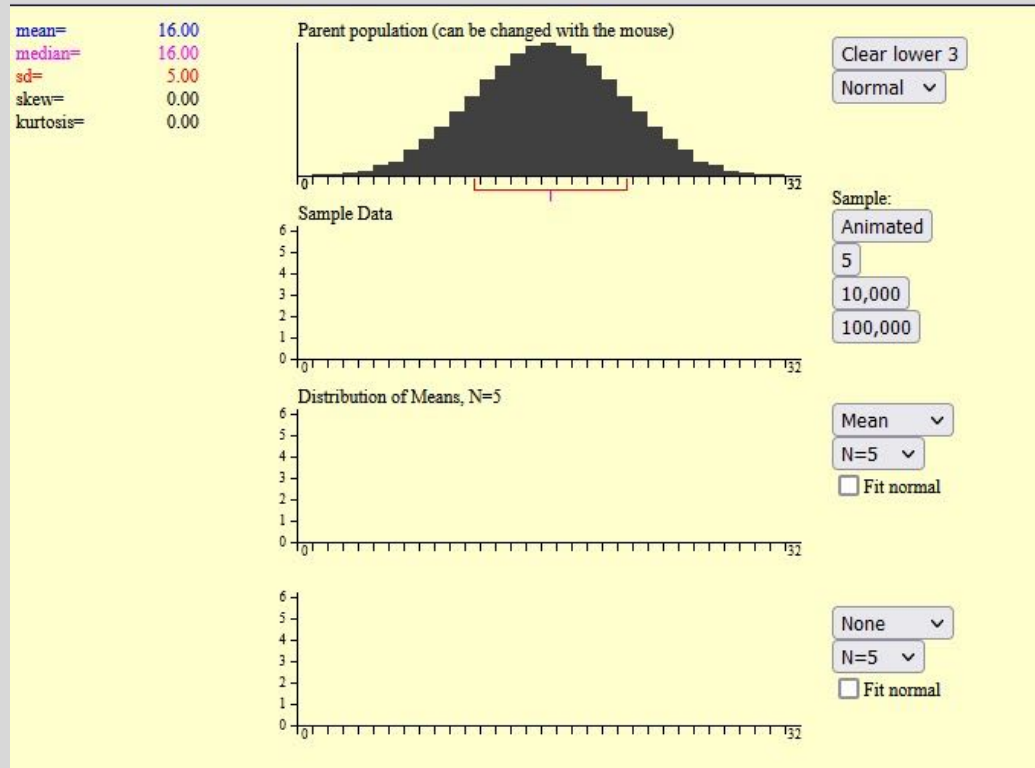 mean= 16.00
median= 16.00
sd= 5.00
skew= 0.00
kurtosis= 0.00
Parent population (can be changed with the mouse)
0 32
Clear lower 3
Normal
Sample Data
6
5
4
3
2
1
0
0 32
Sample:
Animated
5
10,000
100,000
Distribution of Means, N=5
6
5
4
3
2
1
0
0 32
Mean
N=5
Fit normal
6
5
4
3
2
1
0
0 32
None
N=5
Fit normal